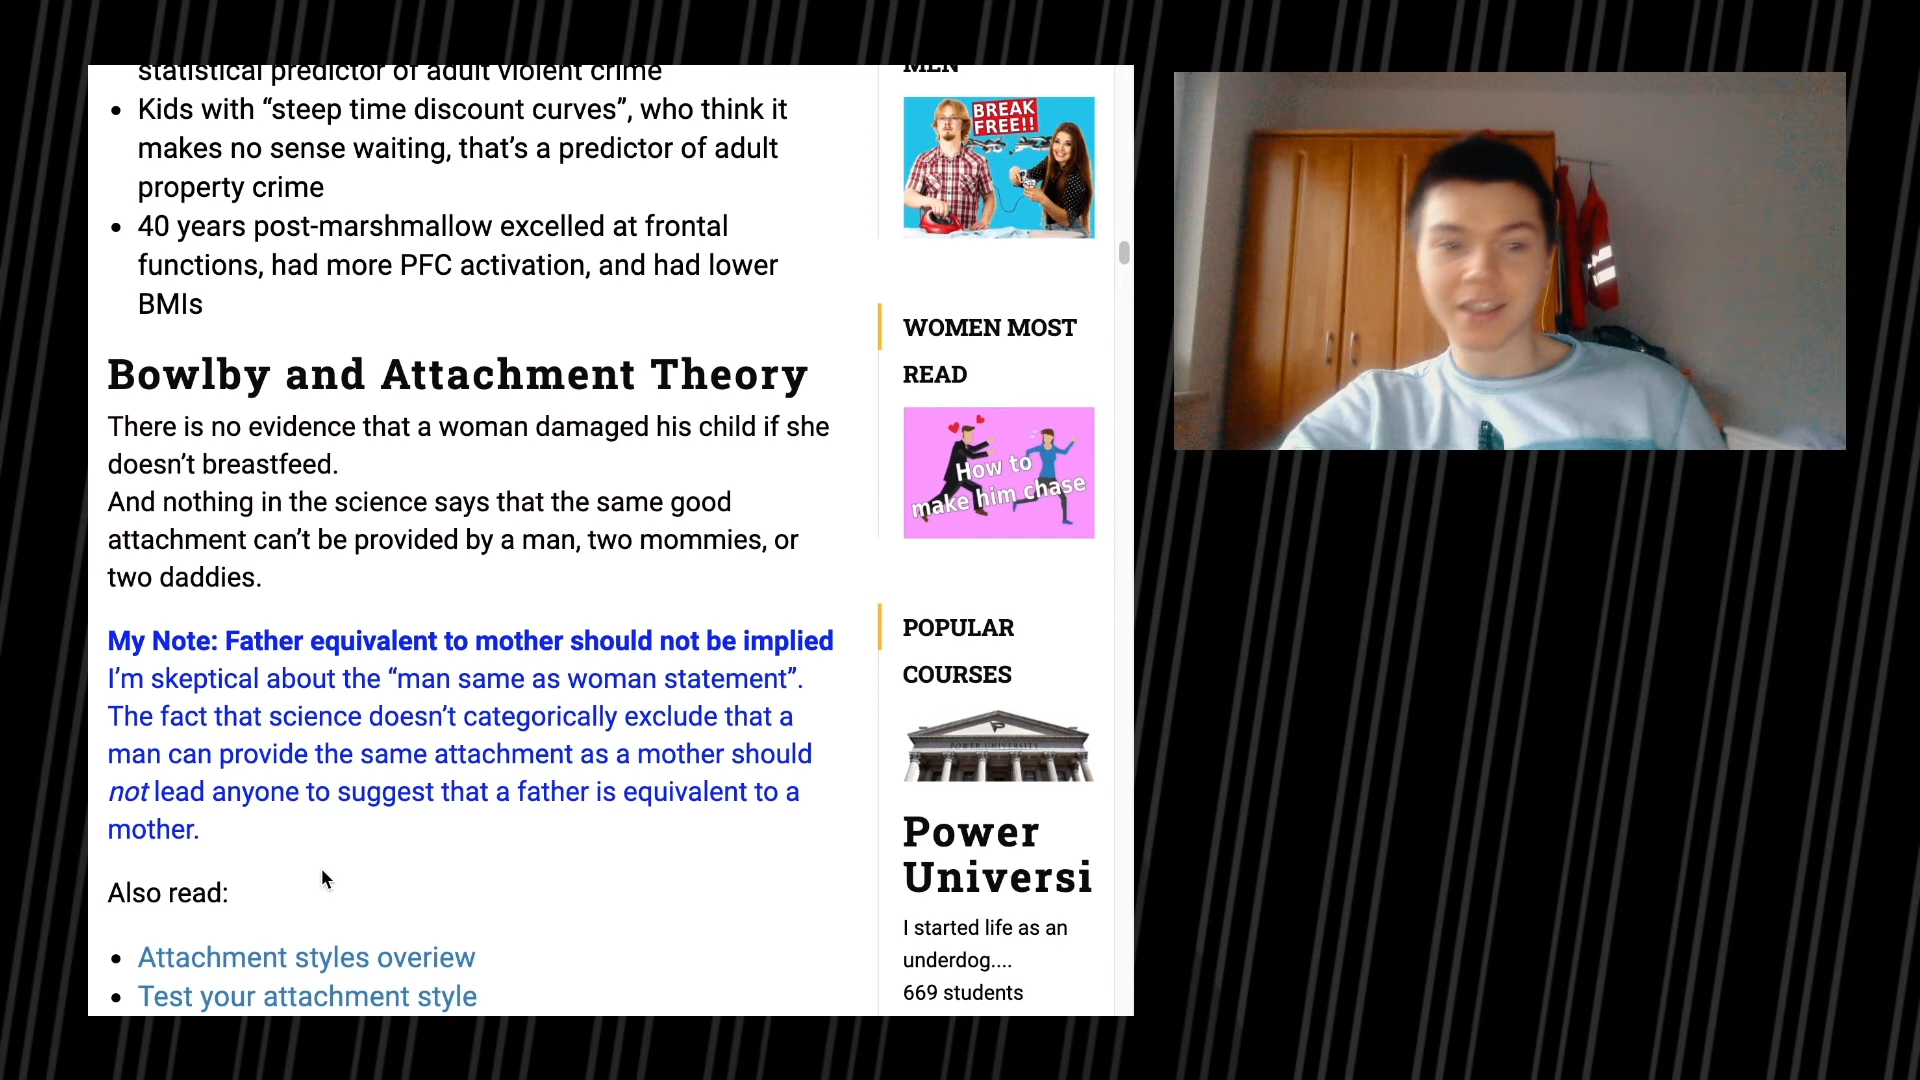 statistical predictor of adult violent crime
Kids with “steep time discount curves”, who think it
makes no sense waiting, that’s a predictor of adult
property crime
40 years post-marshmallow excelled at frontal
functions, had more PFC activation, and had lower
BMIs
Bowlby and Attachment Theory
There is no evidence that a woman damaged his child if she
doesn’t breastfeed.
And nothing in the science says that the same good
attachment can’t be provided by a man, two mommies, or
two daddies.
My Note: Father equivalent to mother should not be implied
I’m skeptical about the “man same as woman statement”.
The fact that science doesn’t categorically exclude that a
man can provide the same attachment as a mother should
not lead anyone to suggest that a father is equivalent to a
mother.
Also read:
Attachment styles overiew
Test your attachment style
MEN
BREAK
FREE!!
WOMEN MOST
READ
How to
make him chase
POPULAR
COURSES
POWER UNIVERSITY
Power
Universi
I started life as an
underdog....
669 students